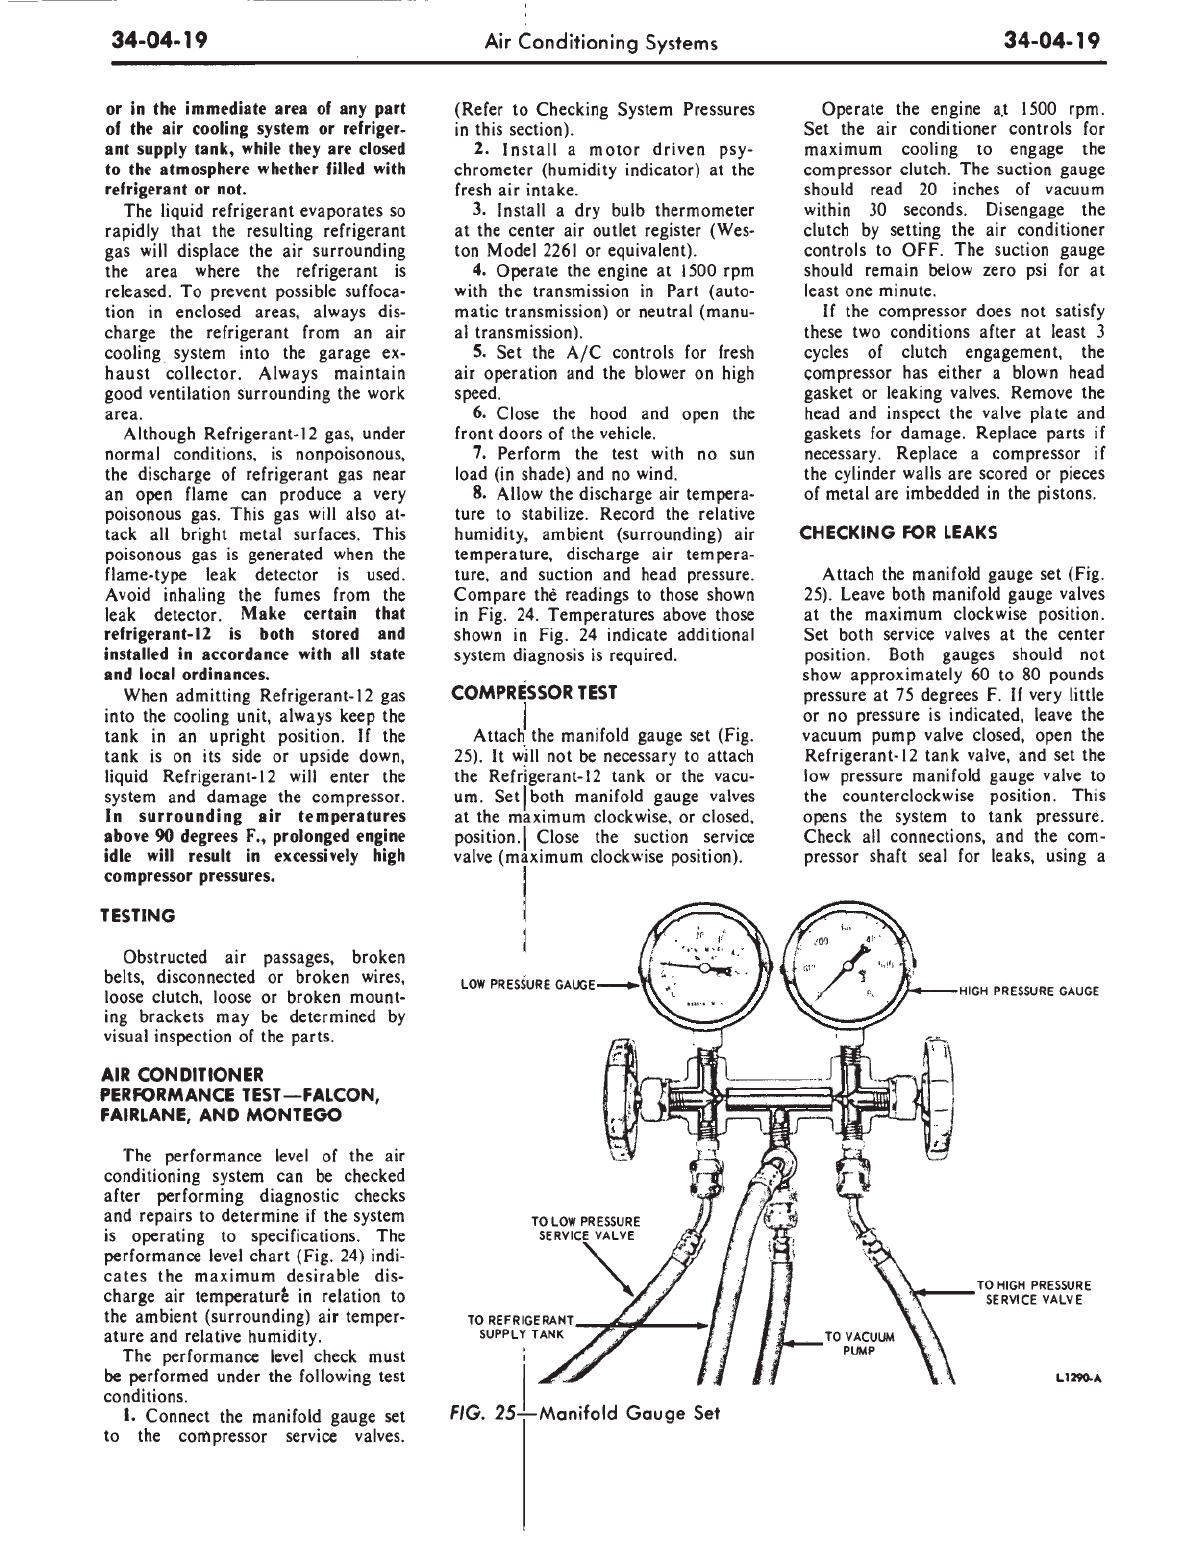 34-04-19
Air Conditioning Systems
34-04-19
or in the immediate area of any part
of the air cooling system or refriger-
ant supply tank, while they are closed
to the atmosphere whether filled with
refrigerant or not.
The liquid refrigerant evaporates so
rapidly that the resulting refrigerant
gas will displace the air surrounding
the area where the refrigerant is
released. To prevent possible suffoca-
tion in enclosed areas, always dis-
charge the refrigerant from an air
cooling system into the garage ex-
haust collector. Always maintain
good ventilation surrounding the work
area.
Although Refrigerant-12 gas, under
normal conditions, is nonpoisonous,
the discharge of refrigerant gas near
an open flame can produce a very
poisonous gas. This gas will also at-
tack all bright metal surfaces. This
poisonous gas is generated when the
flame-type leak detector is used.
Avoid inhaling the fumes from the
leak detector. Make certain that
refrigerant-12 is both stored and
installed in accordance with all state
and local ordinances.
When admitting Refrigerant-12 gas
into the cooling unit, always keep the
tank in an upright position. If the
tank is on its side or upside down,
liquid Refrigerant-12 will enter the
system and damage the compressor.
In surrounding air temperatures
above 90 degrees F., prolonged engine
idle will result in excessively high
compressor pressures.
TESTING
Obstructed air passages, broken
belts, disconnected or broken wires,
loose clutch, loose or broken mount-
ing brackets may be determined by
visual inspection of the parts.
AIR CONDITIONER
PERFORMANCE TEST—FALCON,
FAIRLANE, AND MONTEGO
The performance level of the air
conditioning system can be checked
after performing diagnostic checks
and repairs to determine if the system
is operating to specifications. The
performance level chart (Fig. 24) indi-
cates the maximum desirable dis-
charge air temperature in relation to
the ambient (surrounding) air temper-
ature and relative humidity.
The performance level check must
be performed under the following test
conditions.
1. Connect the manifold gauge set
to the compressor service valves.
(Refer to Checking System Pressures
in this section).
2. Install a motor driven psy-
chrometer (humidity indicator) at the
fresh air intake.
3. Install a dry bulb thermometer
at the center air outlet register (Wes-
ton Model 2261 or equivalent).
4. Operate the engine at 1500 rpm
with the transmission in Part (auto-
matic transmission) or neutral (manu-
al transmission).
5. Set the A/C controls for fresh
air operation and the blower on high
speed.
6. Close the hood and open the
front doors of the vehicle.
7. Perform the test with no sun
load (in shade) and no wind.
8. Allow the discharge air tempera-
ture to stabilize. Record the relative
humidity, ambient (surrounding) air
temperature, discharge air tempera-
ture, and suction and head pressure.
Compare the readings to those shown
in Fig. 24. Temperatures above those
shown in Fig. 24 indicate additional
system diagnosis is required.
COMPRESSOR TEST
Attach the manifold gauge set (Fig.
25). It will not be necessary to attach
the Refrigerant-12 tank or the vacu-
um. Set both manifold gauge valves
at the maximum clockwise, or closed,
position. Close the suction service
valve (maximum clockwise position).
Operate the engine at 1500 rpm.
Set the air conditioner controls for
maximum cooling to engage the
compressor clutch. The suction gauge
should read 20 inches of vacuum
within 30 seconds. Disengage the
clutch by setting the air conditioner
controls to OFF. The suction gauge
should remain below zero psi for at
least one minute.
If the compressor does not satisfy
these two conditions after at least 3
cycles of clutch engagement, the
compressor has either a blown head
gasket or leaking valves. Remove the
head and inspect the valve plate and
gaskets for damage. Replace parts if
necessary. Replace a compressor if
the cylinder walls are scored or pieces
of metal are imbedded in the pistons.
CHECKING FOR LEAKS
Attach the manifold gauge set (Fig.
25). Leave both manifold gauge valves
at the maximum clockwise position.
Set both service valves at the center
position. Both gauges should not
show approximately 60 to 80 pounds
pressure at 75 degrees F. If very little
or no pressure is indicated, leave the
vacuum pump valve closed, open the
Refrigerant-12 tank valve, and set the
low pressure manifold gauge valve to
the counterclockwise position. This
opens the system to tank pressure.
Check all connections, and the com-
pressor shaft seal for leaks, using a
LOW PRESSURE GAUGE
HIGH PRESSURE GAUGE
TO LOW PRESSURE
SERVICE VALVE
TO HIGH PRESSURE
SERVICE VALVE
TO REFRIGERANT
SUPPLY TANK
TO VACUUM
PUMP
L1290-A
FIG. 25—Manifold Gauge Set